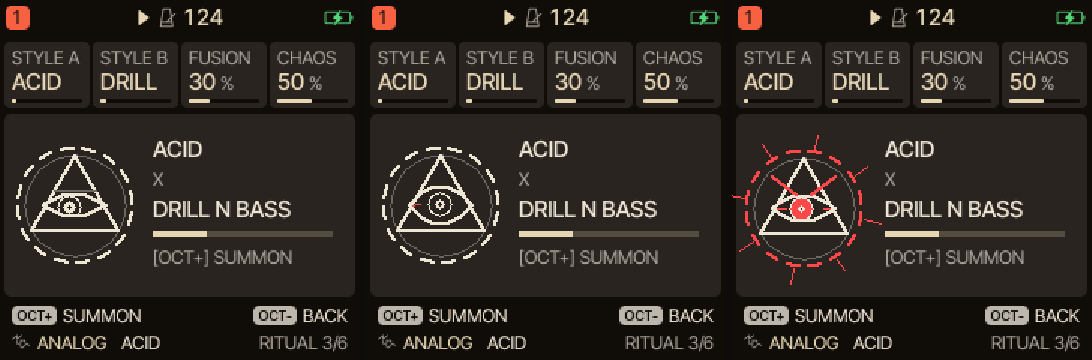 1 124
STYLE A STYLE B FUSION CHAOS
ACID DRILL 30 % 50 %
ACID
X
DRILL N BASS
[OCT+] SUMMON
OCT+ SUMMON OCT- BACK
ANALOG ACID RITUAL 3/6
1 124
STYLE A STYLE B FUSION CHAOS
ACID DRILL 30 % 50 %
ACID
X
DRILL N BASS
[OCT+] SUMMON
OCT+ SUMMON OCT- BACK
ANALOG ACID RITUAL 3/6
1 124
STYLE A STYLE B FUSION CHAOS
ACID DRILL 30 % 50 %
ACID
X
DRILL N BASS
[OCT+] SUMMON
OCT+ SUMMON OCT- BACK
ANALOG ACID RITUAL 3/6